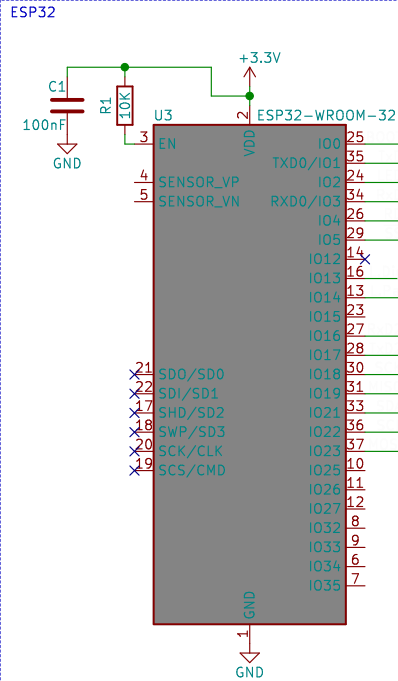 ESP32
+3.3V
C1
100nF
GND
R1
10K
U3
ESP32-WROOM-32
2
VDD
3 EN
4 SENSOR_VP
5 SENSOR_VN
21 SDO/SD0
22 SDI/SD1
17 SHD/SD2
18 SWP/SD3
20 SCK/CLK
19 SCS/CMD
IO0 25
TXD0/IO1 35
IO2 24
RXD0/IO3 34
IO4 26
IO5 29
IO12 14
IO13 16
IO14 13
IO15 23
IO16 27
IO17 28
IO18 30
IO19 31
IO21 33
IO22 36
IO23 37
IO25 10
IO26 11
IO27 12
IO32 8
IO33 9
IO34 6
IO35 7
GND
1
GND